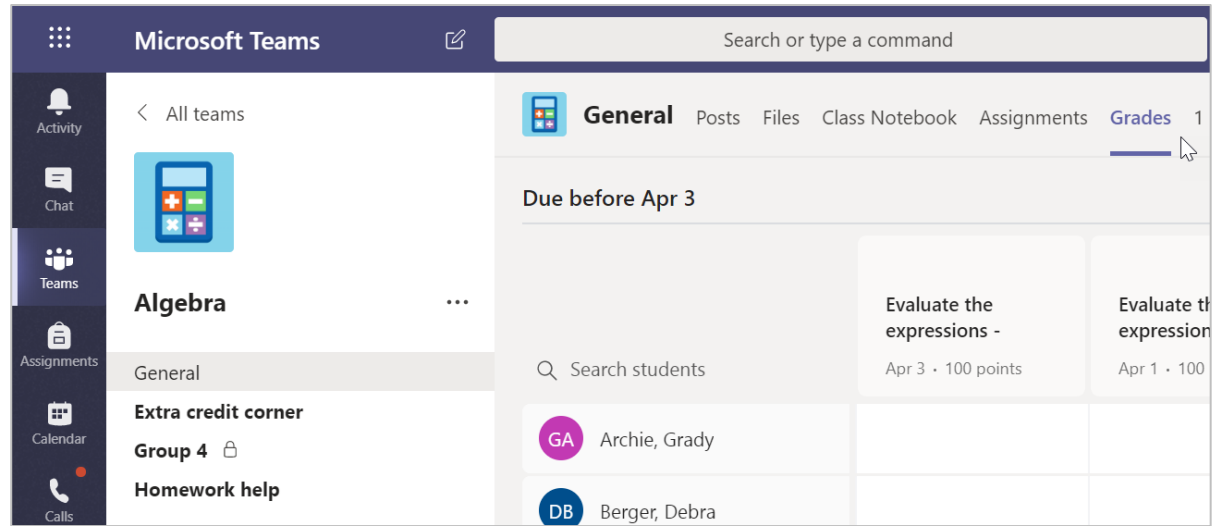 Microsoft Teams
Search or type a command
Activity
Chat
Teams
Assignments
Calendar
Calls
All teams
Algebra
General
Extra credit corner
Group 4
Homework help
General Posts Files Class Notebook Assignments Grades 1
Due before Apr 3
Search students
Evaluate the
expressions -
Apr 3 • 100 points
Evaluate
expression
Apr 1 • 100
GA Archie, Grady
DB Berger, Debra